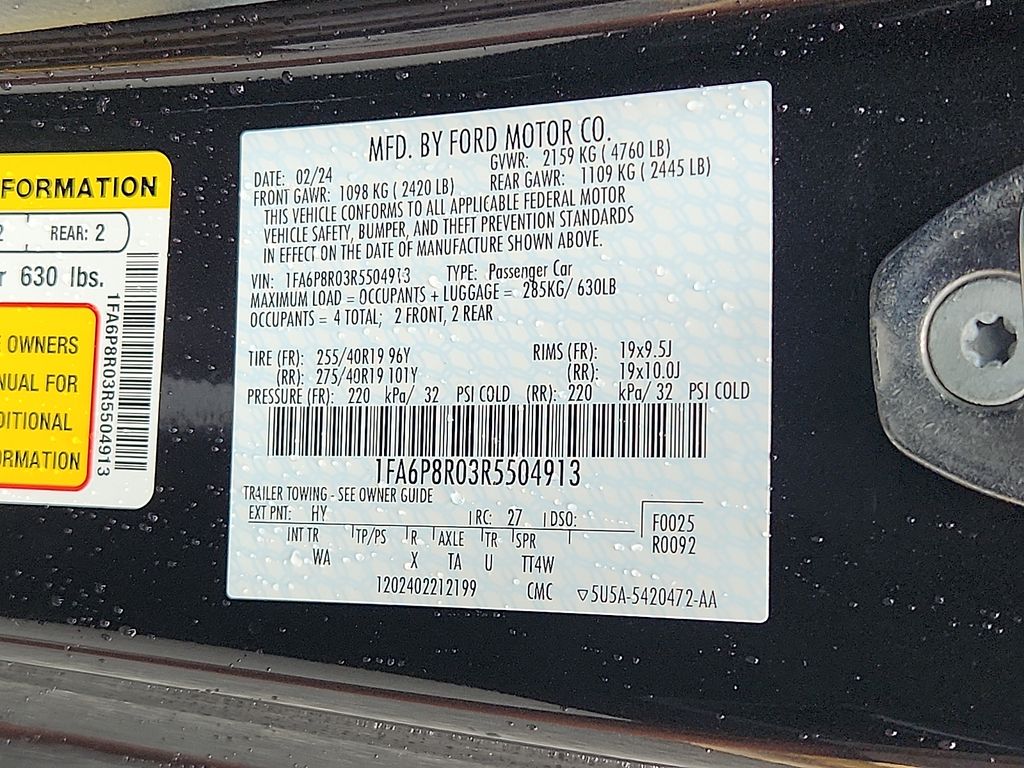 FORMATION
2 REAR: 2
r 630 lbs.
OWNERS
NUAL FOR
DITIONAL
RMATION
1FA6P8R03R5504913
MFD. BY FORD MOTOR CO.
DATE: 02/24 GVWR: 2159 KG ( 4760 LB)
FRONT GAWR: 1098 KG ( 2420 LB) REAR GAWR: 1109 KG ( 2445 LB)
THIS VEHICLE CONFORMS TO ALL APPLICABLE FEDERAL MOTOR
VEHICLE SAFETY, BUMPER, AND THEFT PREVENTION STANDARDS
IN EFFECT ON THE DATE OF MANUFACTURE SHOWN ABOVE.
VIN: 1FA6P8R03R5504913 TYPE: Passenger Car
MAXIMUM LOAD = OCCUPANTS + LUGGAGE = 285KG/ 630LB
OCCUPANTS = 4 TOTAL; 2 FRONT, 2 REAR
TIRE (FR): 255/40R19 96Y RIMS (FR): 19x9.5J
(RR): 275/40R19 101Y (RR): 19x10.0J
PRESSURE (FR): 220 kPa/ 32 PSI COLD (RR): 220 kPa/ 32 PSI COLD
1FA6P8R03R5504913
TRAILER TOWING - SEE OWNER GUIDE
EXT PNT: HY RC: 27 DSO: F0025
INT TR TP/PS R AXLE TR SPR R0092
WA X TA U TT4W
1202402212199 CMC ▽5U5A-5420472-AA